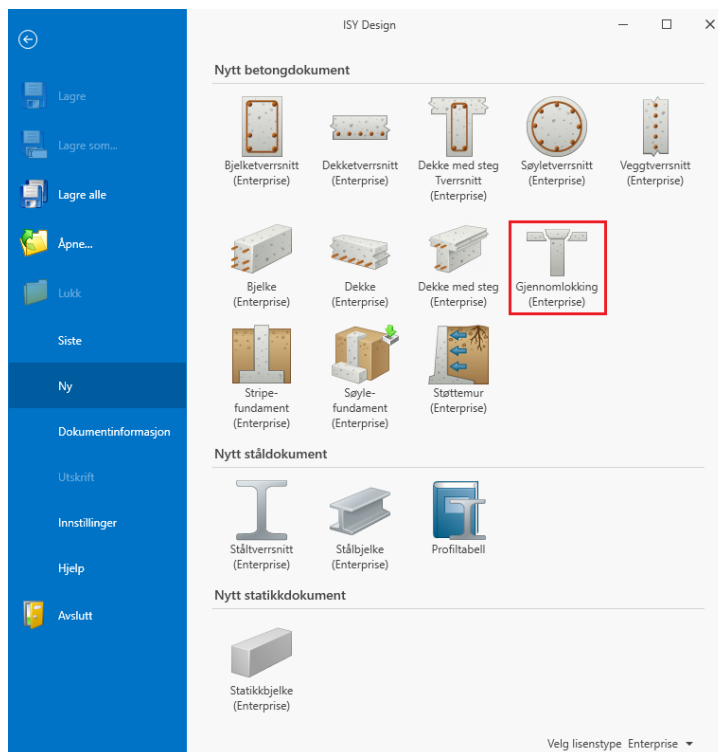 ISY Design
Lagre
Lagre som...
Lagre alle
Åpne...
Lukk
Siste
Ny
Dokumentinformasjon
Utskrift
Innstillinger
Hjelp
Avslutt
Nytt betongdokument
Bjelketverrsnitt
(Enterprise)
Dekketverrsnitt
(Enterprise)
Dekke med steg
Tverrsnitt
(Enterprise)
Søyletverrsnitt
(Enterprise)
Veggtverrsnitt
(Enterprise)
Bjelke
(Enterprise)
Dekke
(Enterprise)
Dekke med steg
(Enterprise)
Gjennomlokking
(Enterprise)
Stripe-
fundament
(Enterprise)
Søyle-
fundament
(Enterprise)
Støttemur
(Enterprise)
Nytt ståldokument
Ståltverrsnitt
(Enterprise)
Stålbjelke
(Enterprise)
Profiltabell
Nytt statikkdokument
Statikkbjelke
(Enterprise)
Velg lisenstype Enterprise